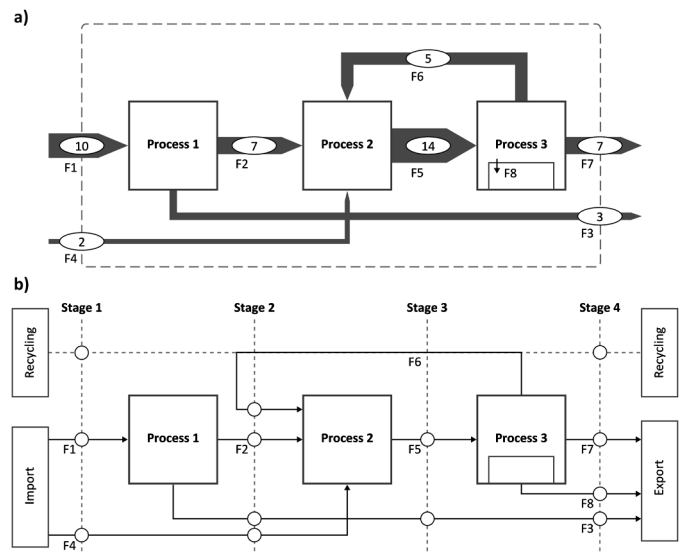 a)
5
F6
Process 1
Process 2
Process 3
10
7
14
7
F1
F2
F5
F8
F7
3
F3
2
F4
b)
Stage 1
Stage 2
Stage 3
Stage 4
Recycling
Recycling
F6
Process 1
Process 2
Process 3
F1
F2
F5
F7
Import
Export
F8
F4
F3